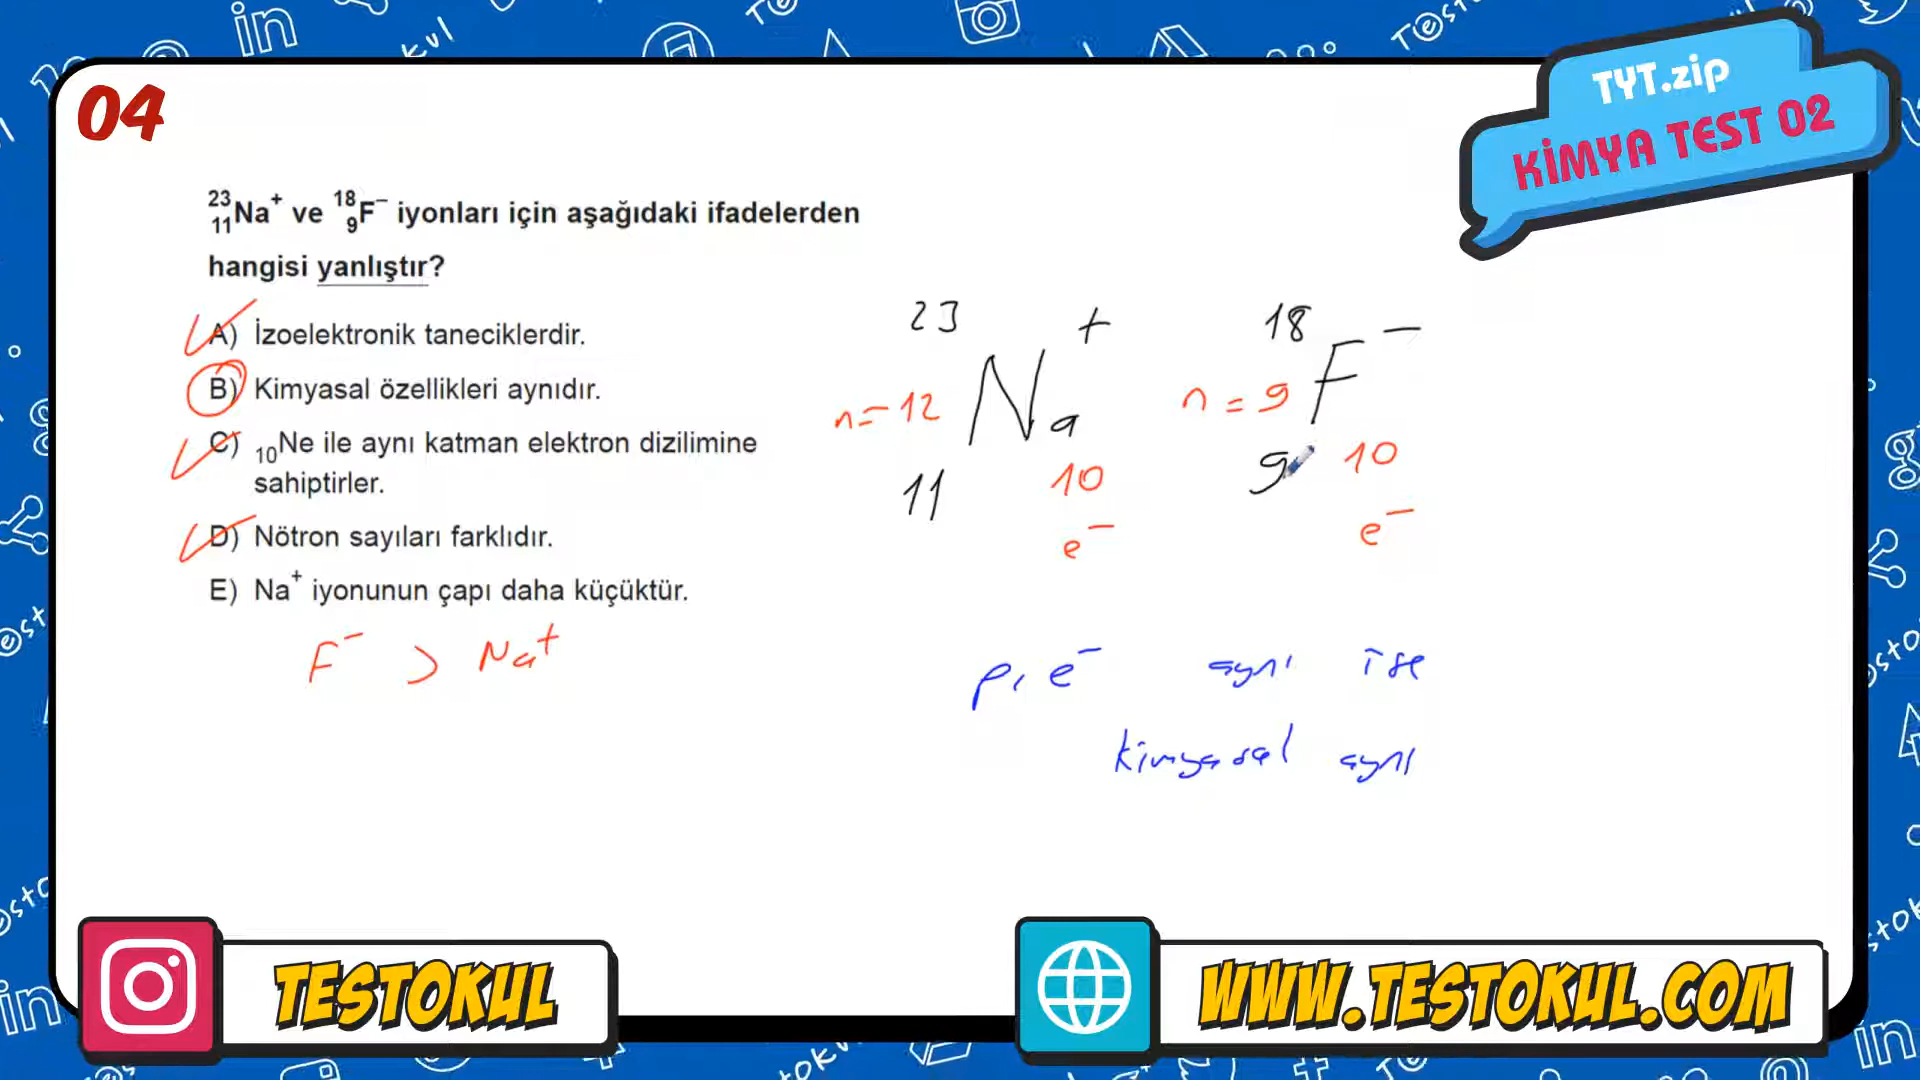 04
TYT.zip
KİMYA TEST 02
²³₁₁Na⁺ ve ¹⁸₉F⁻ iyonları için aşağıdaki ifadelerden
hangisi yanlıştır?
A) İzoelektronik taneciklerdir.
B) Kimyasal özellikleri aynıdır.
C) ₁₀Ne ile aynı katman elektron dizilimine
sahiptirler.
D) Nötron sayıları farklıdır.
E) Na⁺ iyonunun çapı daha küçüktür.
F⁻ > Na⁺
23 +
n=12 Na
11 10
e⁻
18 −
n=9 F
9 10
e⁻
p, e⁻ aynı ise
kimyasal aynı
TESTOKUL
WWW.TESTOKUL.COM